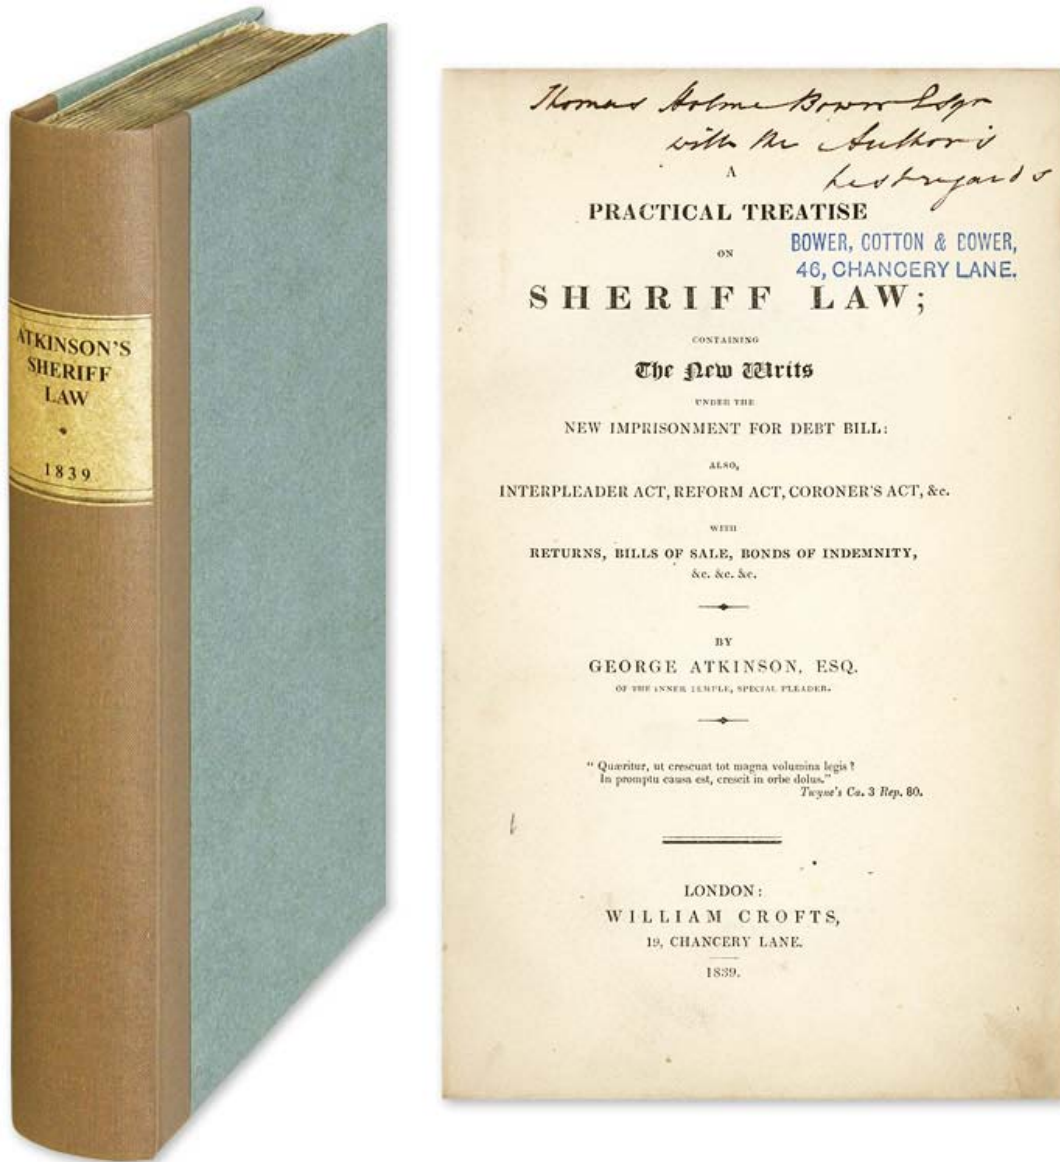 ATKINSON'S
SHERIFF
LAW
1839
Thomas Holme Bower Esqr
with the Author's
best regards
A
PRACTICAL TREATISE
ON
BOWER, COTTON & BOWER,
46, CHANCERY LANE.
SHERIFF LAW;
CONTAINING
The New Writs
UNDER THE
NEW IMPRISONMENT FOR DEBT BILL:
ALSO,
INTERPLEADER ACT, REFORM ACT, CORONER'S ACT, &c.
WITH
RETURNS, BILLS OF SALE, BONDS OF INDEMNITY,
&c. &c. &c.
BY
GEORGE ATKINSON, ESQ.
OF THE INNER TEMPLE, SPECIAL PLEADER.
"Quæritur, ut crescunt tot magna volumina legis?
In promptu causa est, crescit in orbe dolus."
Twyne's Ca. 3 Rep. 80.
LONDON:
WILLIAM CROFTS,
19, CHANCERY LANE.
1839.